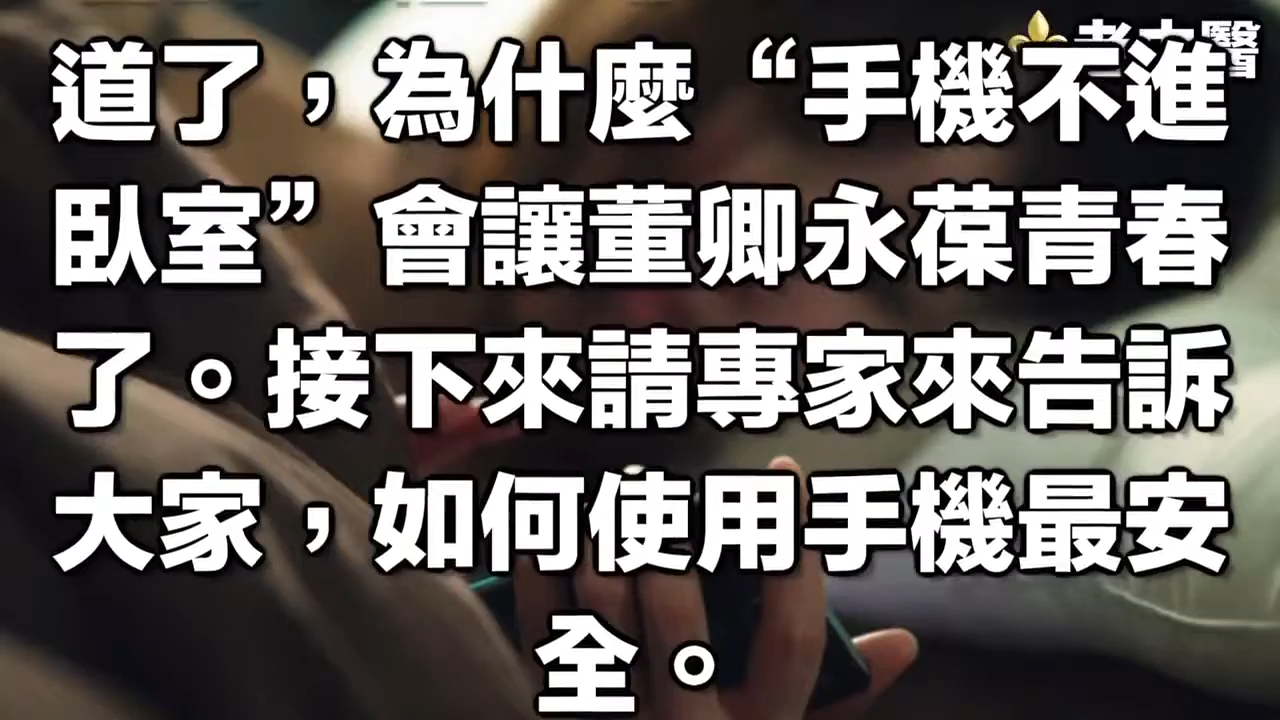 道了，為什麼“手機不進
臥室”會讓董卿永葆青春
了。接下來請專家來告訴
大家，如何使用手機最安
全。